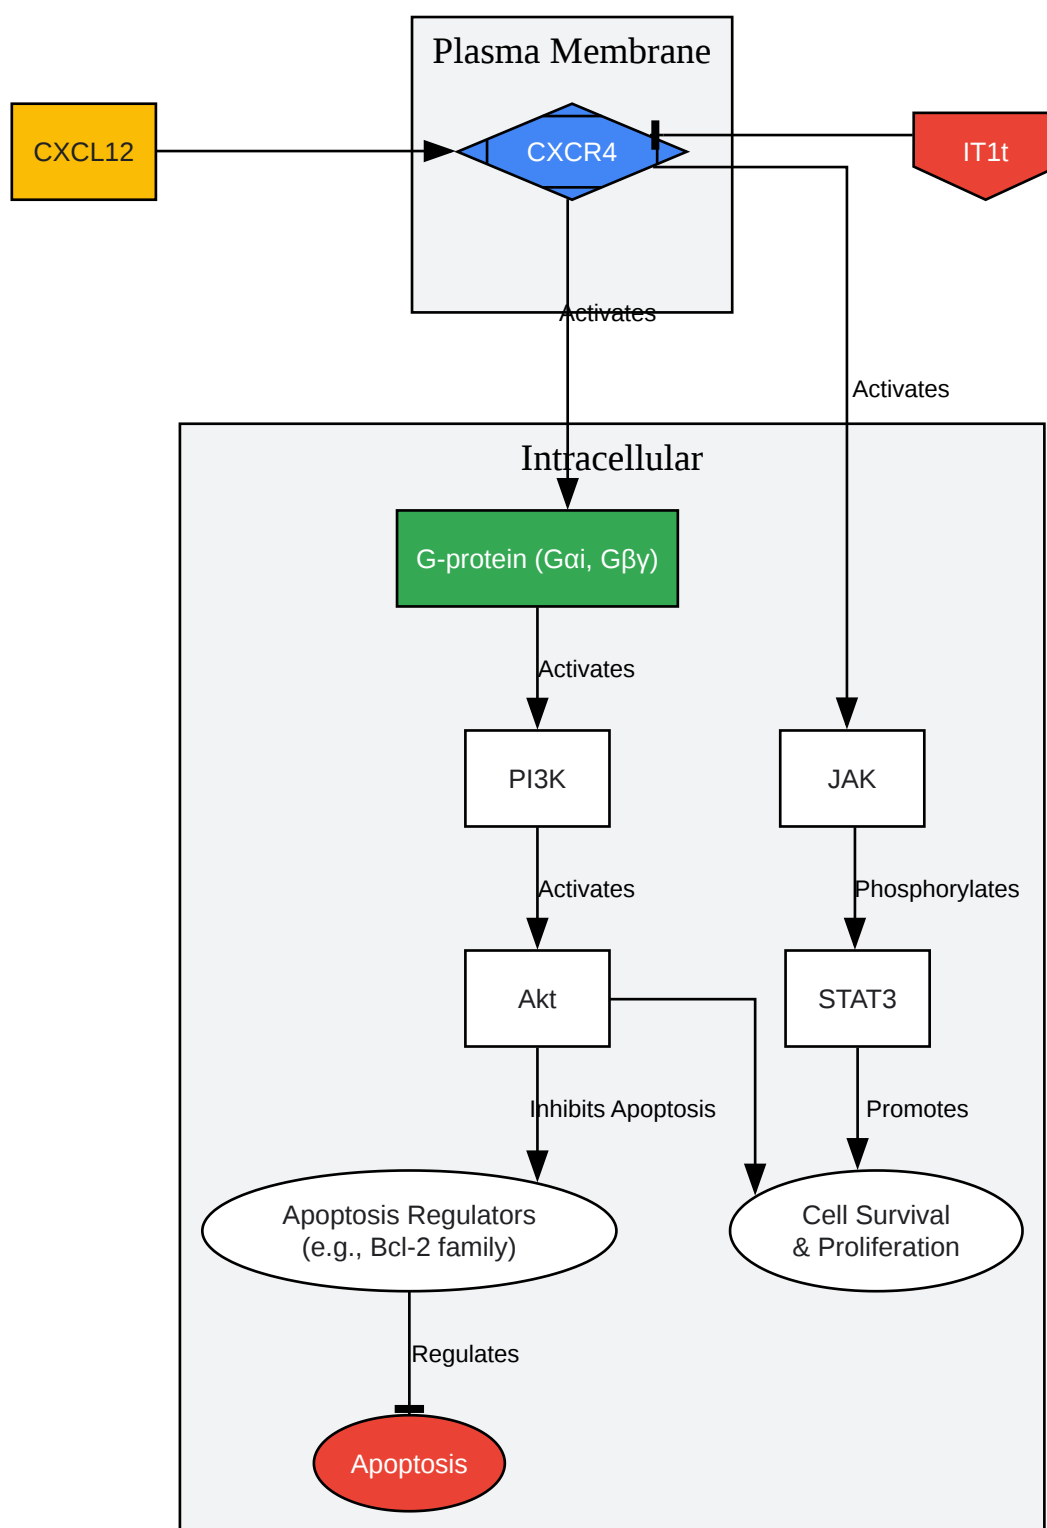 Plasma Membrane
CXCL12
CXCR4
IT1t
Activates
Activates
Intracellular
G-protein (Gαi, Gβγ)
Activates
PI3K
JAK
Activates
Phosphorylates
Akt
STAT3
Inhibits Apoptosis
Promotes
Apoptosis Regulators
(e.g., Bcl-2 family)
Cell Survival
& Proliferation
Regulates
Apoptosis